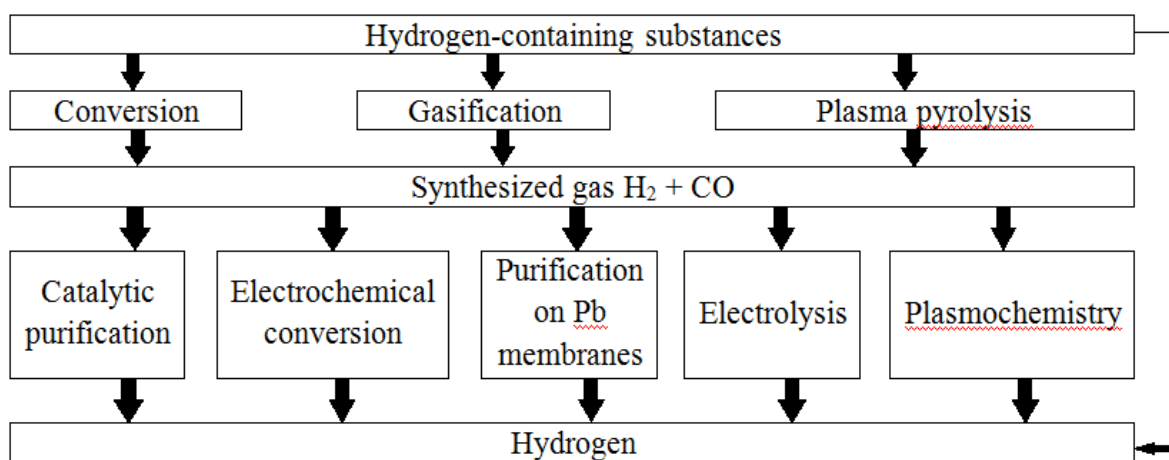 Hydrogen-containing substances
Conversion
Gasification
Plasma pyrolysis
Synthesized gas H₂ + CO
Catalytic
purification
Electrochemical
conversion
Purification
on Pb
membranes
Electrolysis
Plasmochemistry
Hydrogen